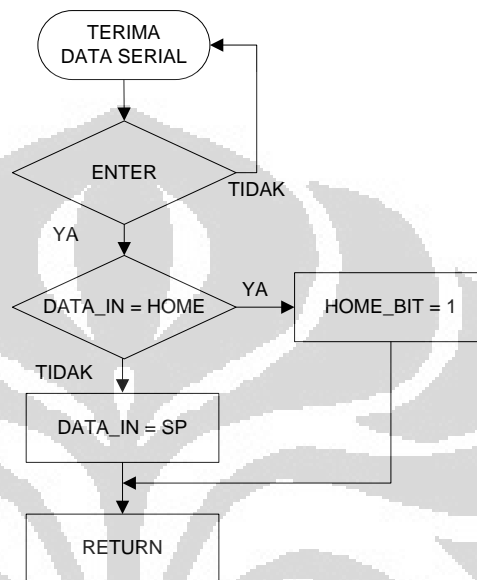 TERIMA
DATA SERIAL
ENTER
TIDAK
YA
DATA_IN = HOME
YA
HOME_BIT = 1
TIDAK
DATA_IN = SP
RETURN